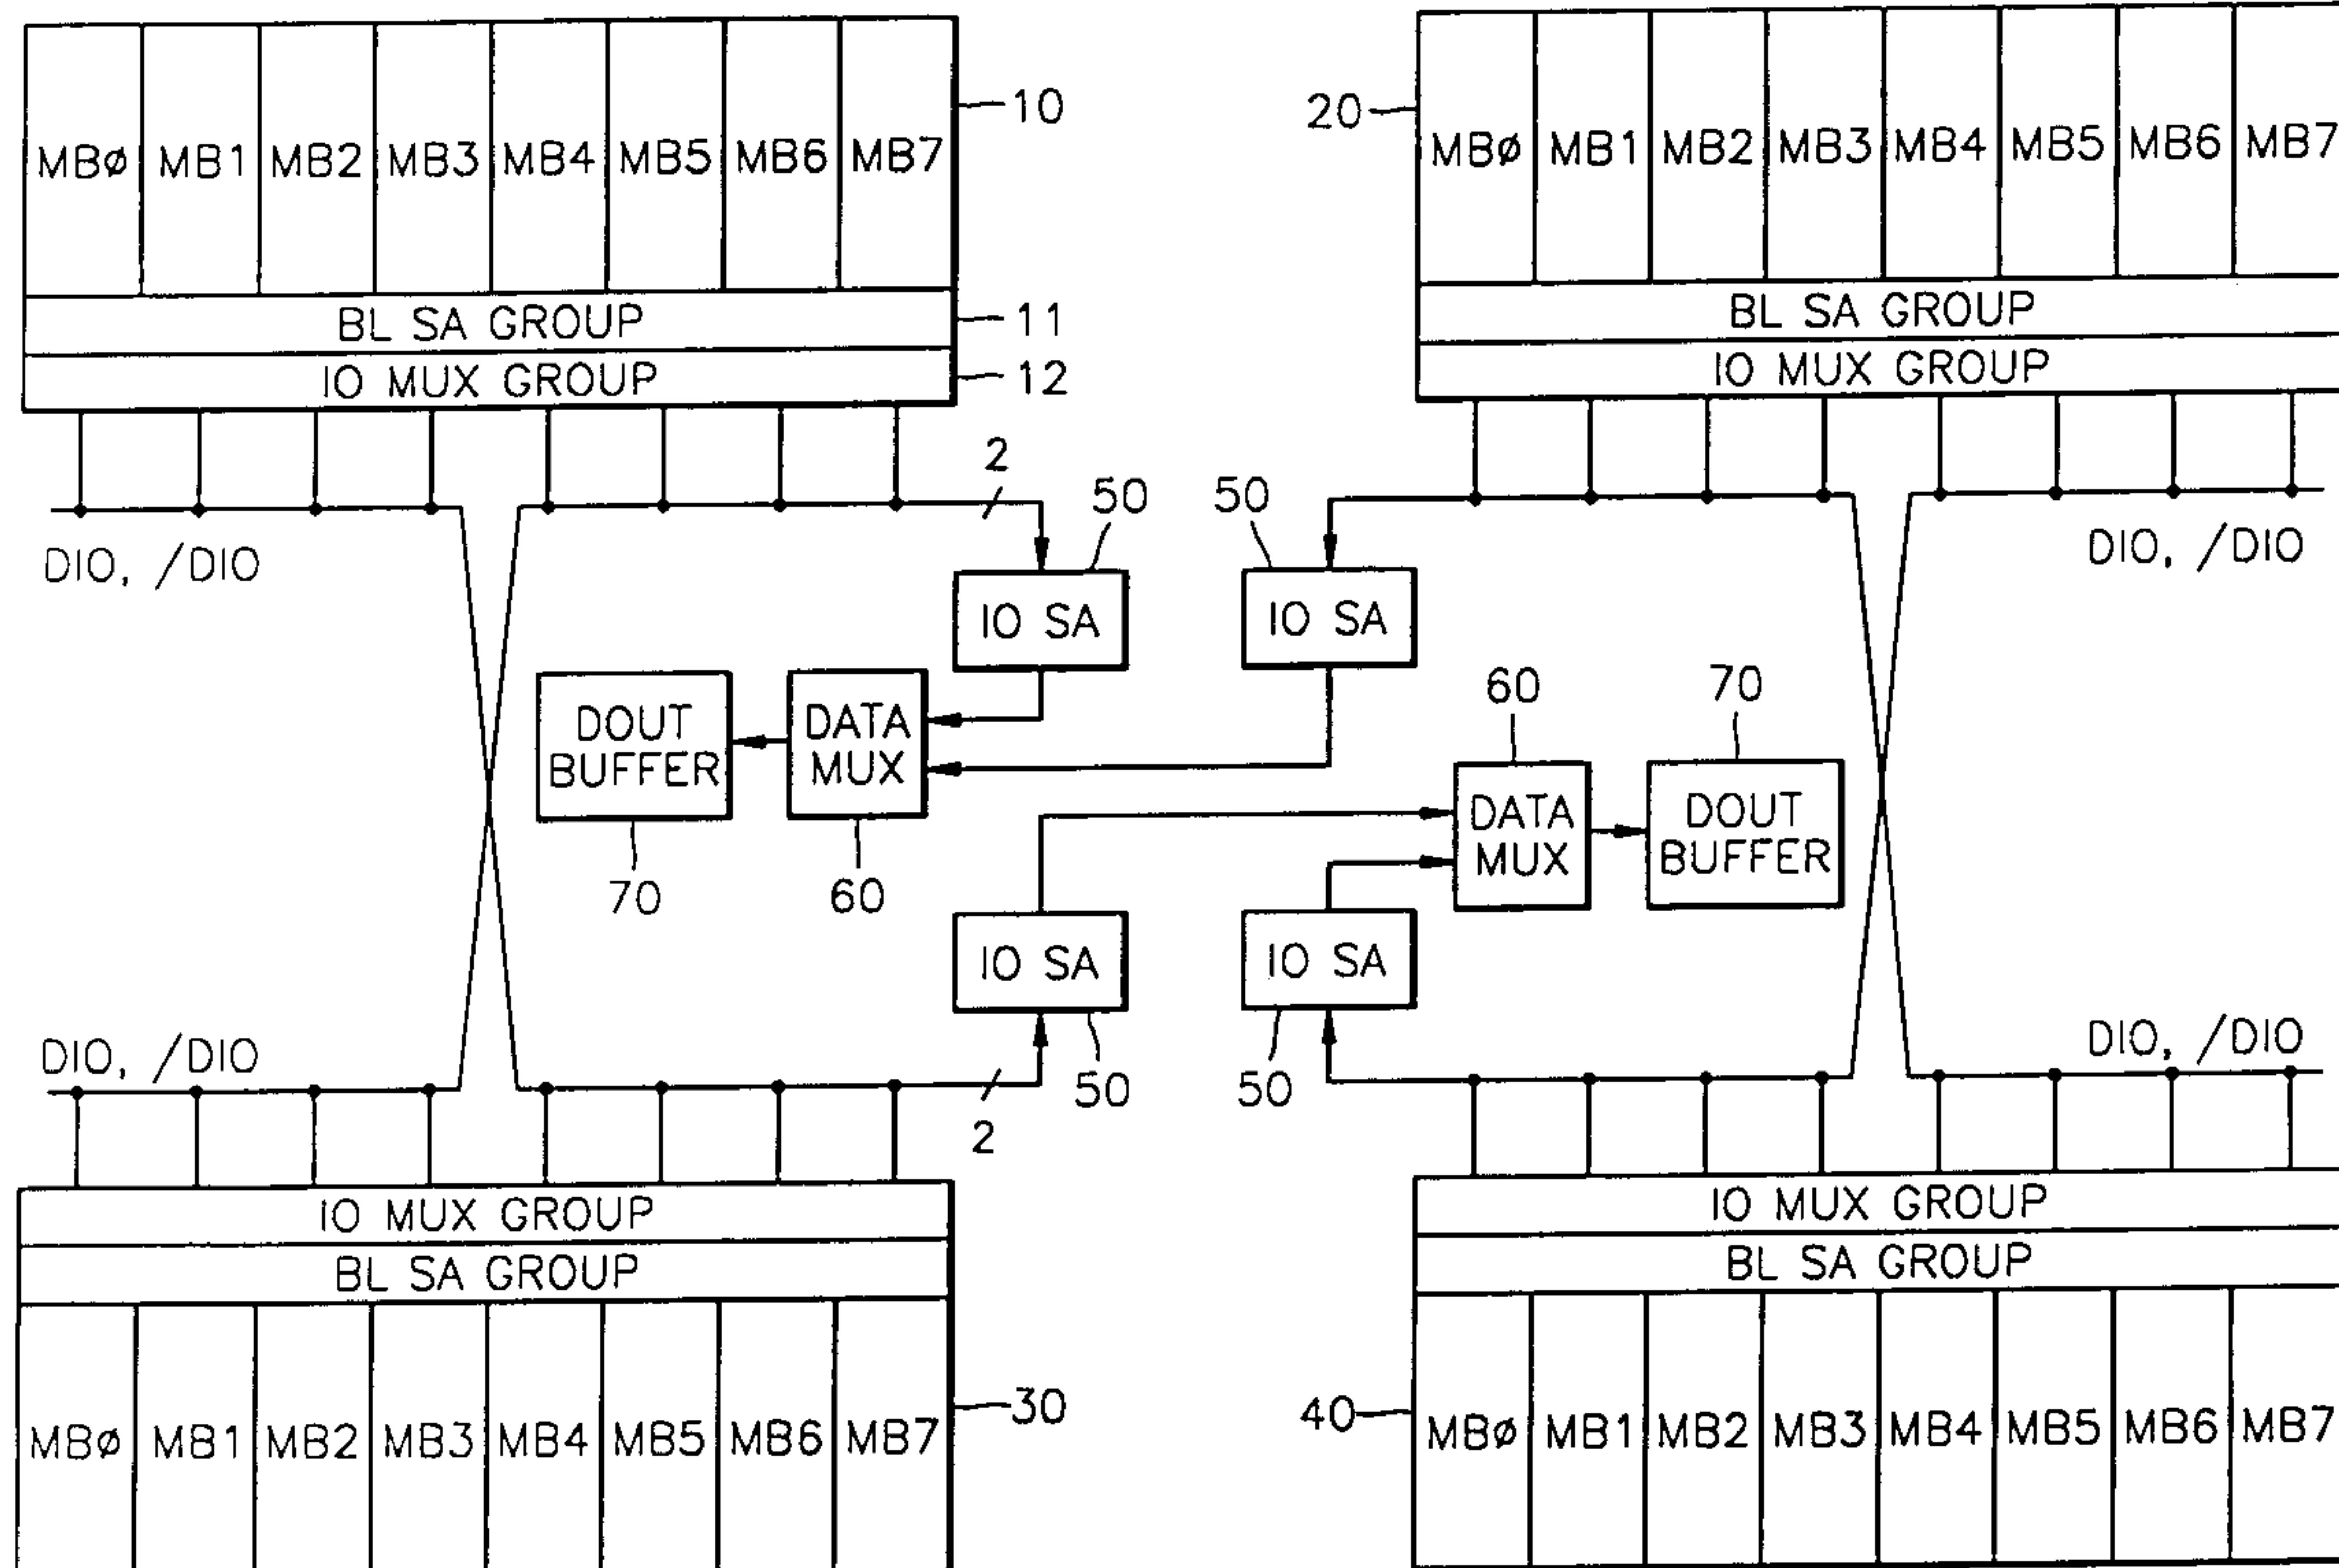 MBø MB1 MB2 MB3 MB4 MB5 MB6 MB7
10
BL SA GROUP
11
IO MUX GROUP
12
20
MBø MB1 MB2 MB3 MB4 MB5 MB6 MB7
BL SA GROUP
IO MUX GROUP
2
50
50
DIO, /DIO
DIO, /DIO
IO SA
IO SA
DOUT
BUFFER
70
DATA
MUX
60
60
DATA
MUX
70
DOUT
BUFFER
IO SA
IO SA
50
50
DIO, /DIO
DIO, /DIO
2
IO MUX GROUP
BL SA GROUP
MBø MB1 MB2 MB3 MB4 MB5 MB6 MB7
30
IO MUX GROUP
BL SA GROUP
40
MBø MB1 MB2 MB3 MB4 MB5 MB6 MB7